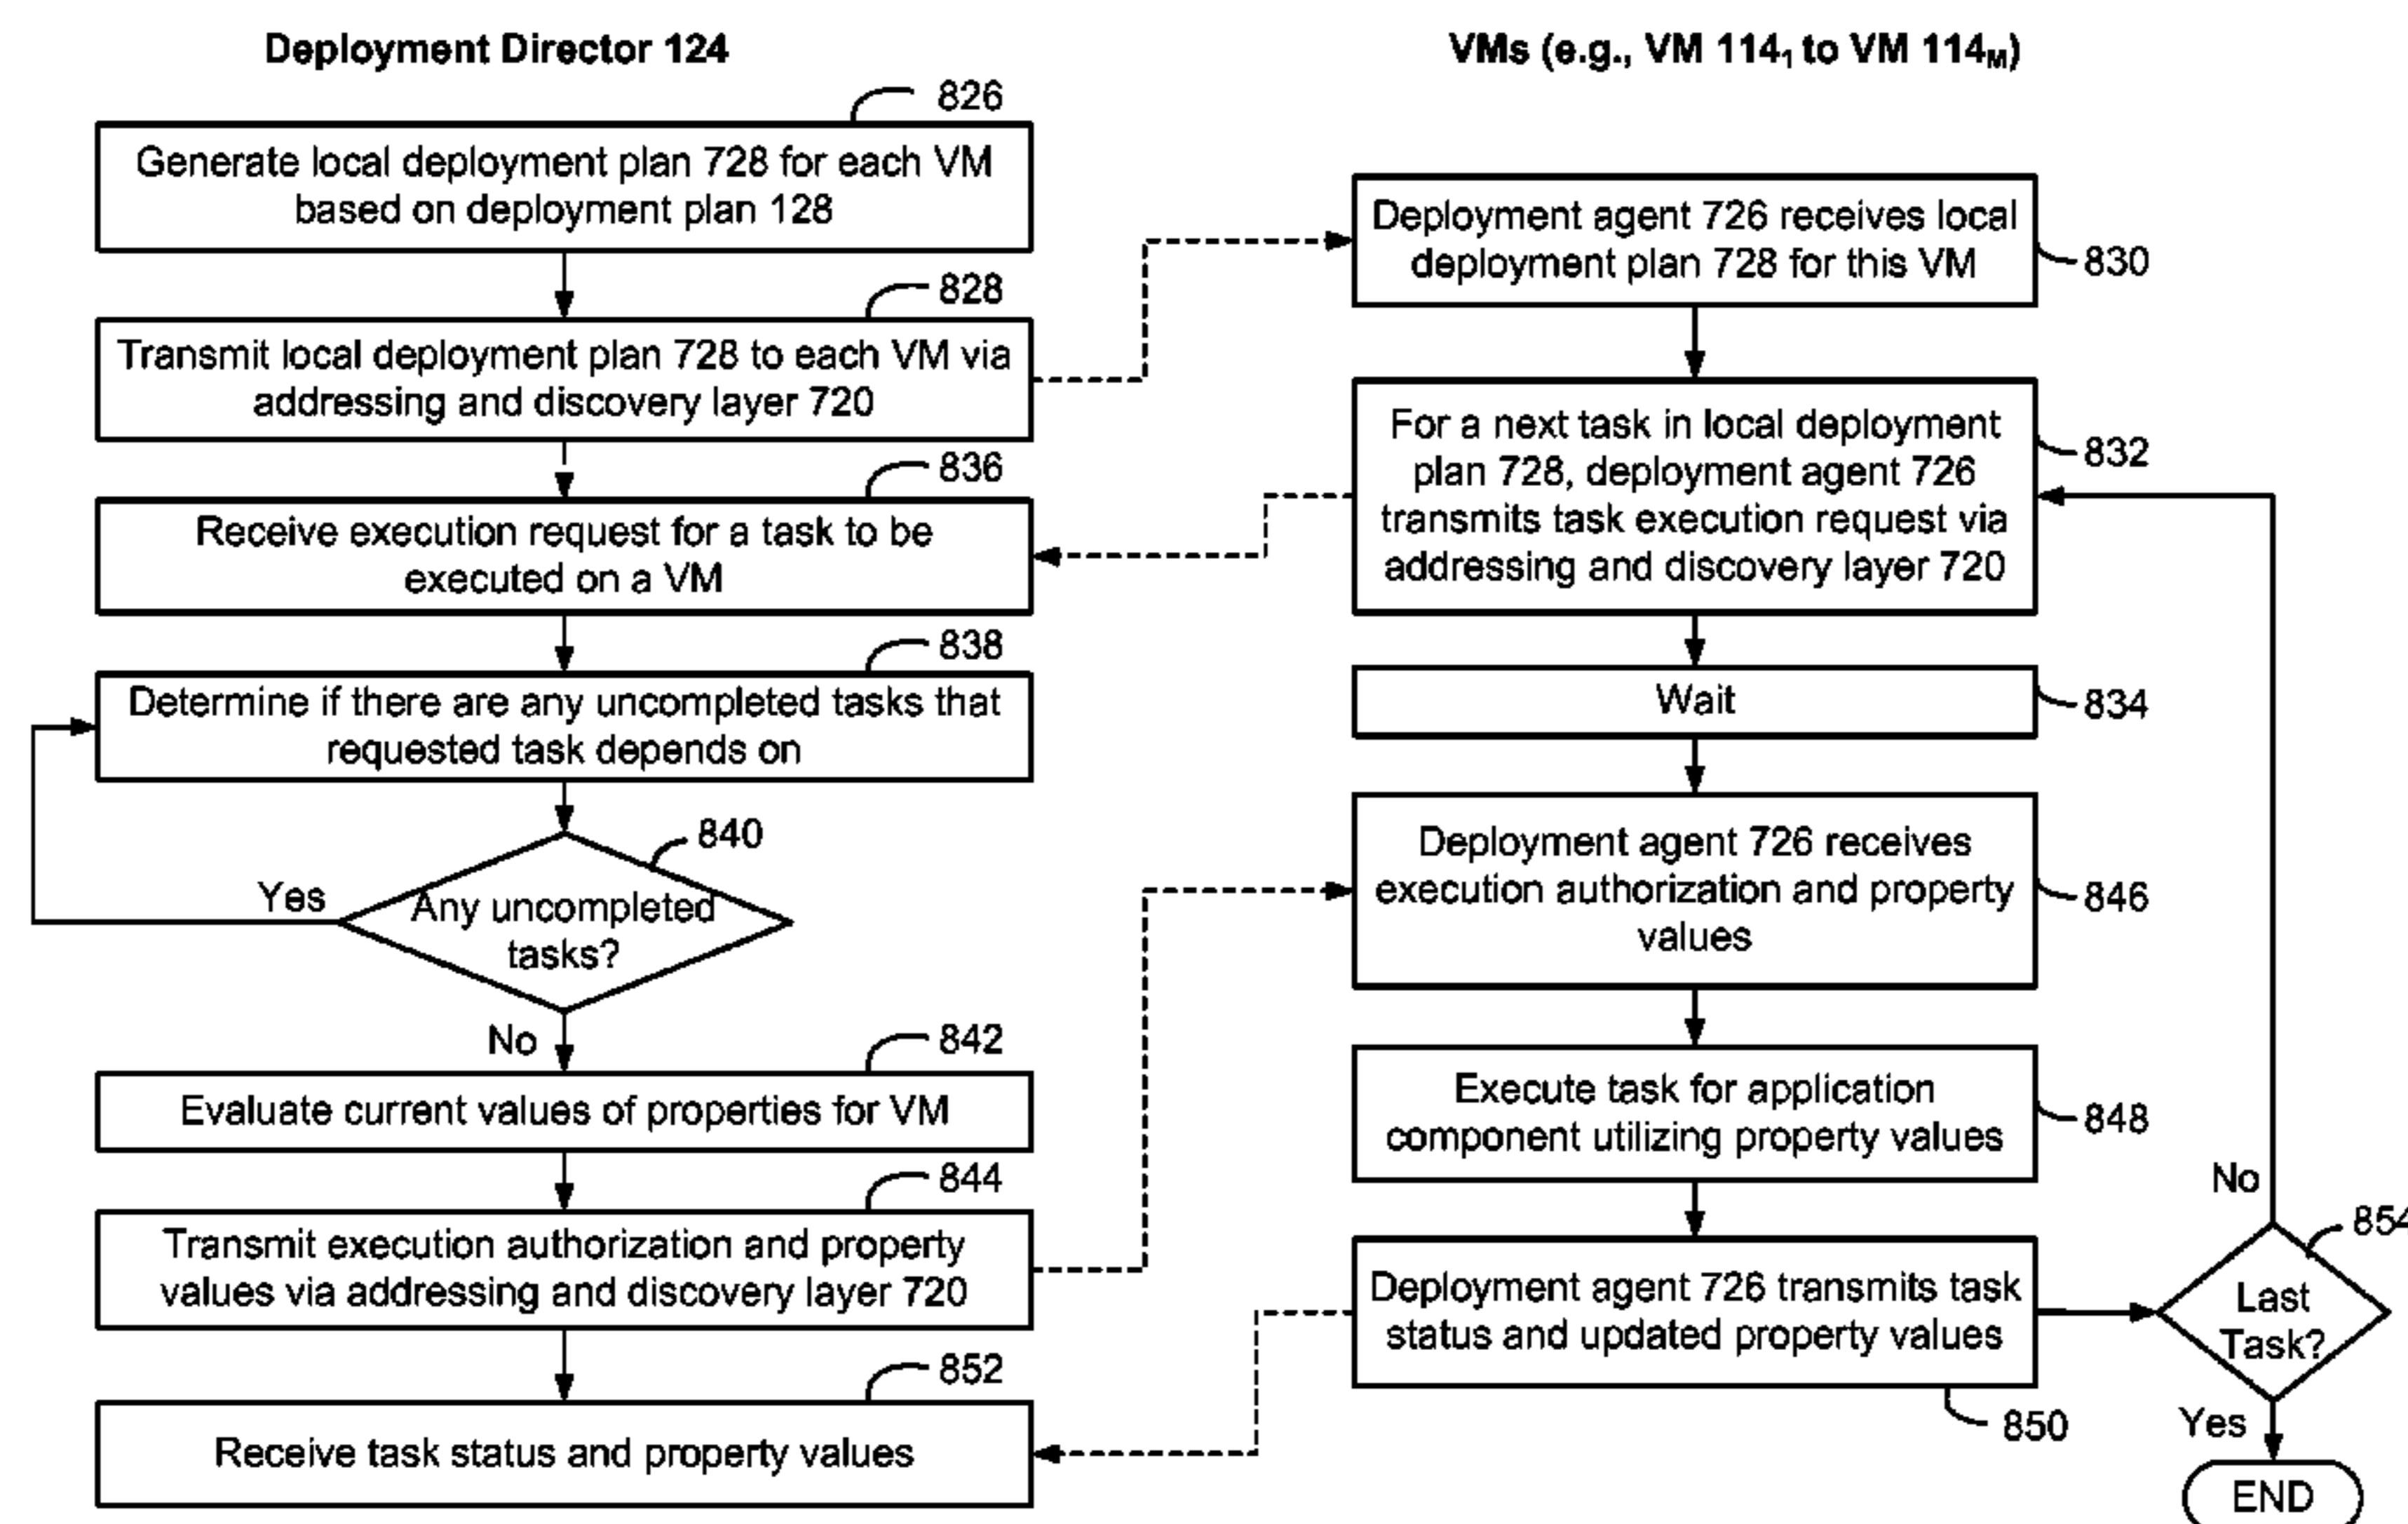 Deployment Director 124
826
Generate local deployment plan 728 for each VM
based on deployment plan 128
828
Transmit local deployment plan 728 to each VM via
addressing and discovery layer 720
836
Receive execution request for a task to be
executed on a VM
838
Determine if there are any uncompleted tasks that
requested task depends on
840
Yes
Any uncompleted
tasks?
No
842
Evaluate current values of properties for VM
844
Transmit execution authorization and property
values via addressing and discovery layer 720
852
Receive task status and property values
VMs (e.g., VM 114₁ to VM 114M)
Deployment agent 726 receives local
deployment plan 728 for this VM
830
For a next task in local deployment
plan 728, deployment agent 726
transmits task execution request via
addressing and discovery layer 720
832
Wait
834
Deployment agent 726 receives
execution authorization and property
values
846
Execute task for application
component utilizing property values
848
Deployment agent 726 transmits task
status and updated property values
850
No
854
Last
Task?
Yes
END